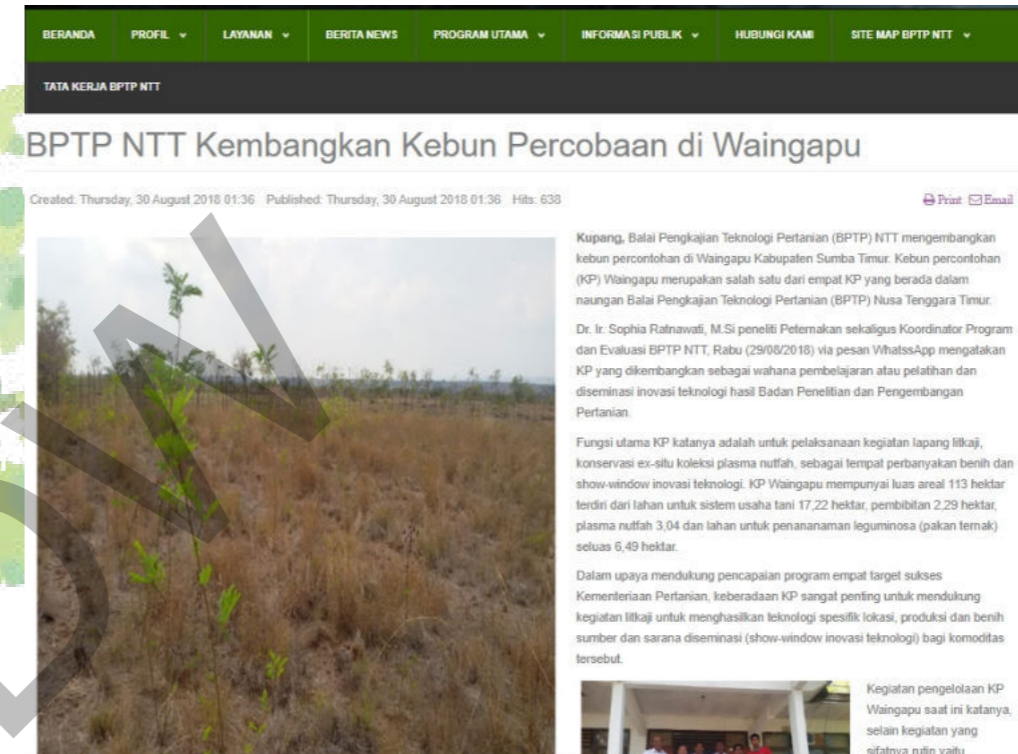 BERANDA PROFIL LAYANAN BERITA NEWS PROGRAM UTAMA INFORMASI PUBLIK HUBUNGI KAMI SITE MAP BPTP NTT
TATA KERJA BPTP NTT
BPTP NTT Kembangkan Kebun Percobaan di Waingapu
Created: Thursday, 30 August 2018 01:36 Published: Thursday, 30 August 2018 01:36 Hits: 638
Print Email
Kupang, Balai Pengkajian Teknologi Pertanian (BPTP) NTT mengembangkan
kebun percontohan di Waingapu Kabupaten Sumba Timur. Kebun percontohan
(KP) Waingapu merupakan salah satu dari empat KP yang berada dalam
naungan Balai Pengkajian Teknologi Pertanian (BPTP) Nusa Tenggara Timur.
Dr. Ir. Sophia Ratnawati, M.Si peneliti Peternakan sekaligus Koordinator Program
dan Evaluasi BPTP NTT, Rabu (29/08/2018) via pesan WhatssApp mengatakan
KP yang dikembangkan sebagai wahana pembelajaran atau pelatihan dan
diseminasi inovasi teknologi hasil Badan Penelitian dan Pengembangan
Pertanian.
Fungsi utama KP katanya adalah untuk pelaksanaan kegiatan lapang litkaji,
konservasi ex-situ koleksi plasma nutfah, sebagai tempat perbanyakan benih dan
show-window inovasi teknologi. KP Waingapu mempunyai luas areal 113 hektar
terdiri dari lahan untuk sistem usaha tani 17,22 hektar, pembibitan 2,29 hektar,
plasma nutfah 3,04 dan lahan untuk penananaman leguminosa (pakan ternak)
seluas 6,49 hektar.
Dalam upaya mendukung pencapaian program empat target sukses
Kementeriaan Pertanian, keberadaan KP sangat penting untuk mendukung
kegiatan litkaji untuk menghasilkan teknologi spesifik lokasi, produksi dan benih
sumber dan sarana diseminasi (show-window inovasi teknologi) bagi komoditas
tersebut.
Kegiatan pengelolaan KP
Waingapu saat ini katanya,
selain kegiatan yang
sifatnya rutin yaitu